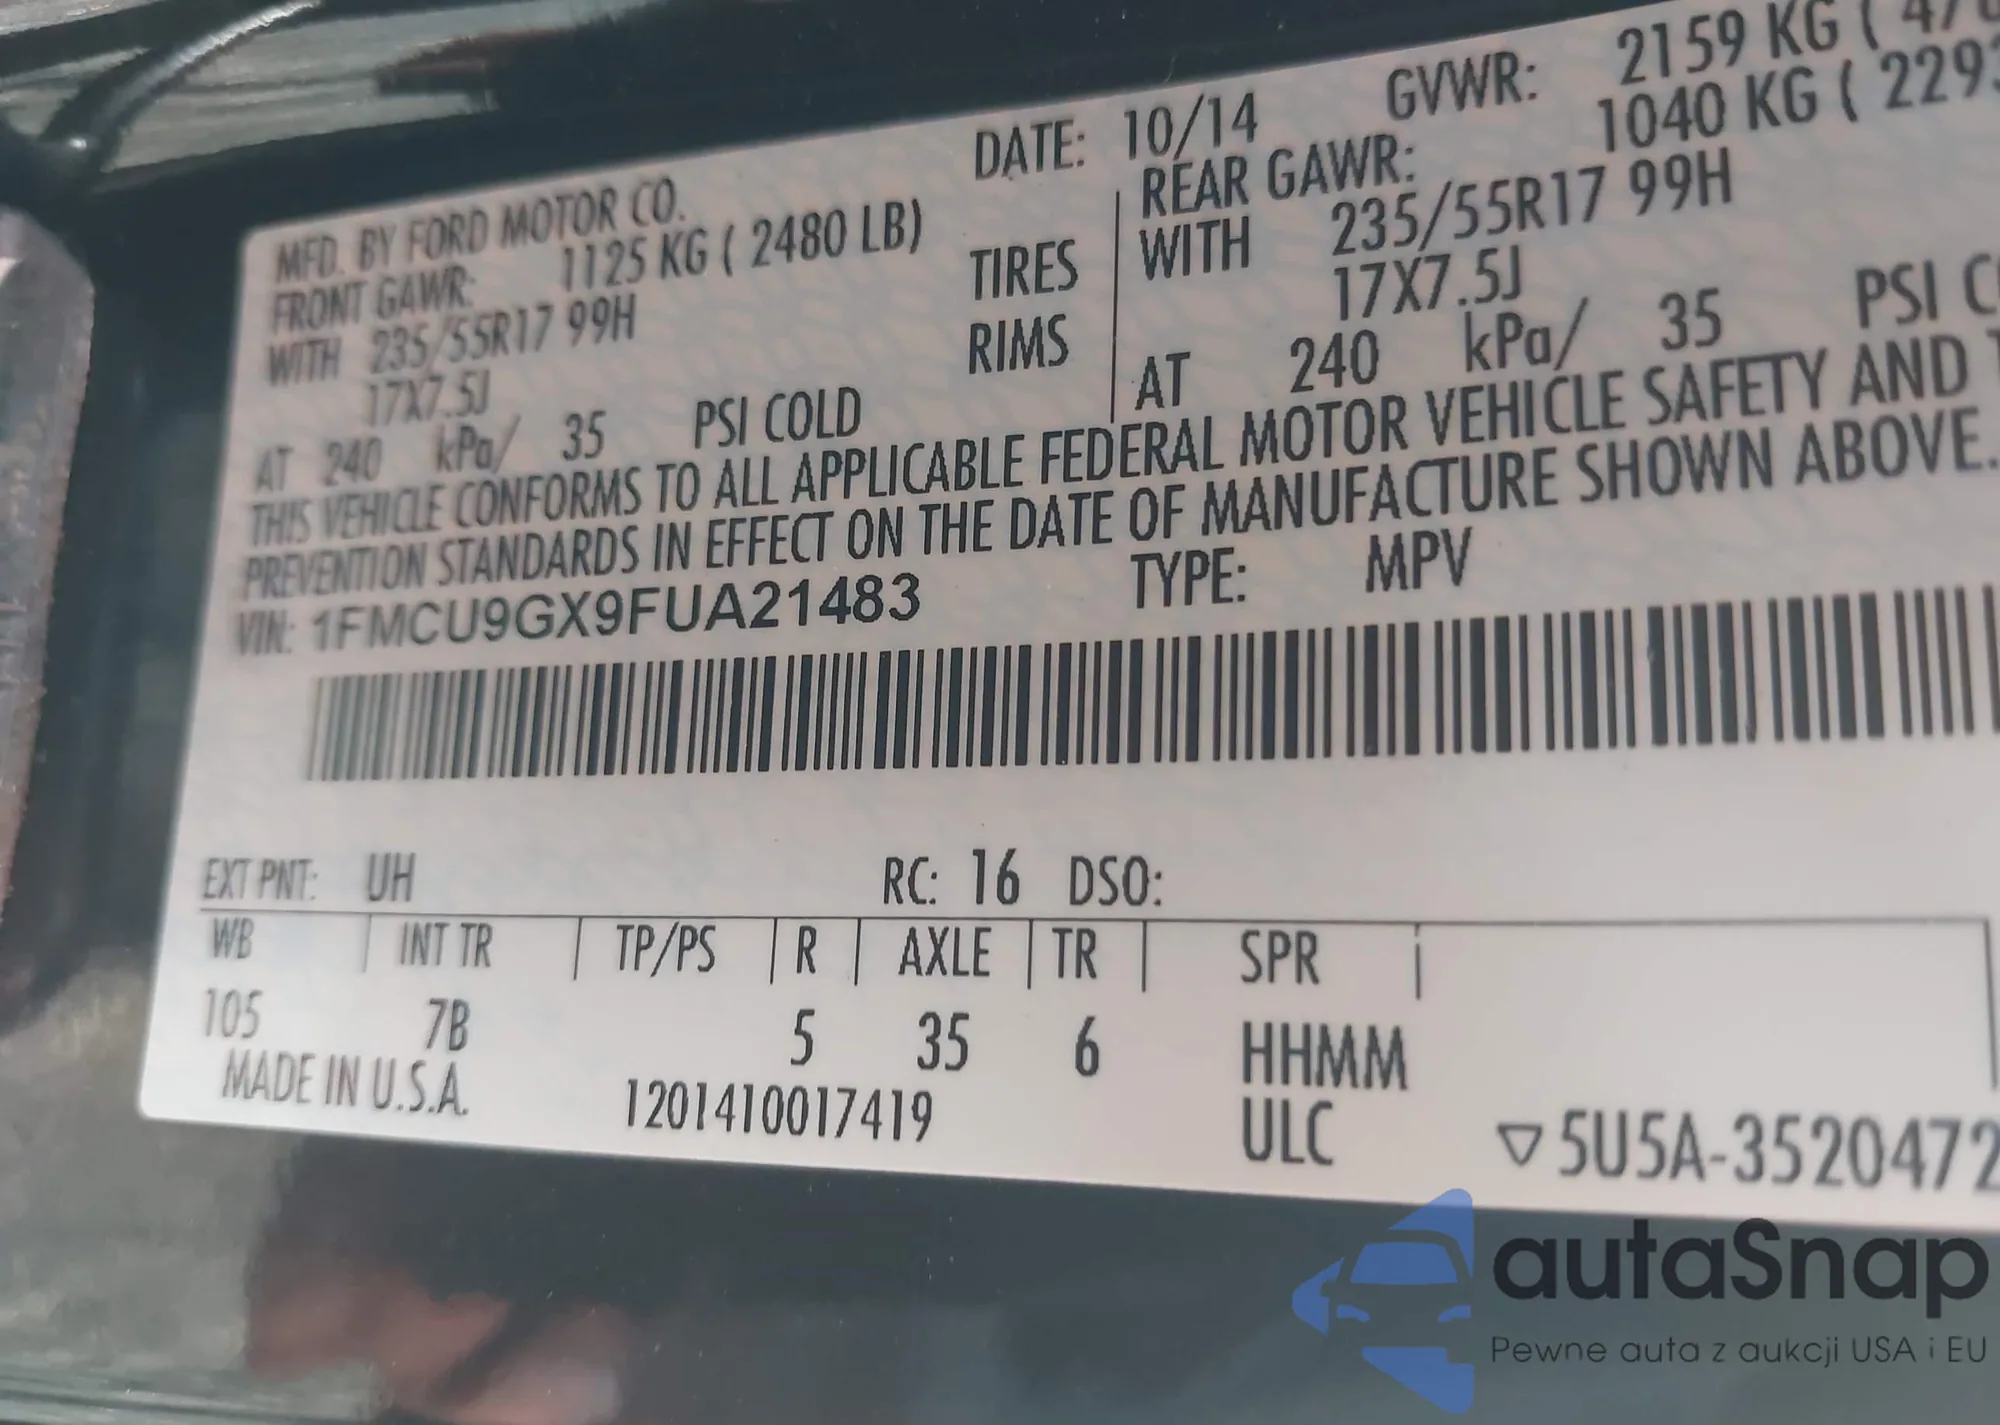 MFD. BY FORD MOTOR CO. DATE: 10/14 GVWR: 2159 KG (
FRONT GAWR: 1125 KG ( 2480 LB) REAR GAWR: 1040 KG ( 2293
WITH 235/55R17 99H TIRES WITH 235/55R17 99H
17X7.5J RIMS 17X7.5J
AT 240 kPa/ 35 PSI COLD AT 240 kPa/ 35 PSI
THIS VEHICLE CONFORMS TO ALL APPLICABLE FEDERAL MOTOR VEHICLE SAFETY AND
PREVENTION STANDARDS IN EFFECT ON THE DATE OF MANUFACTURE SHOWN ABOVE.
VIN: 1FMCU9GX9FUA21483 TYPE: MPV
EXT PNT: UH RC: 16 DSO:
WB INT TR TP/PS R AXLE TR SPR
105 7B 5 35 6 HHMM
MADE IN U.S.A. 1201410017419 ULC ▽5U5A-3520472
autaSnap
Pewne auta z aukcji USA i EU